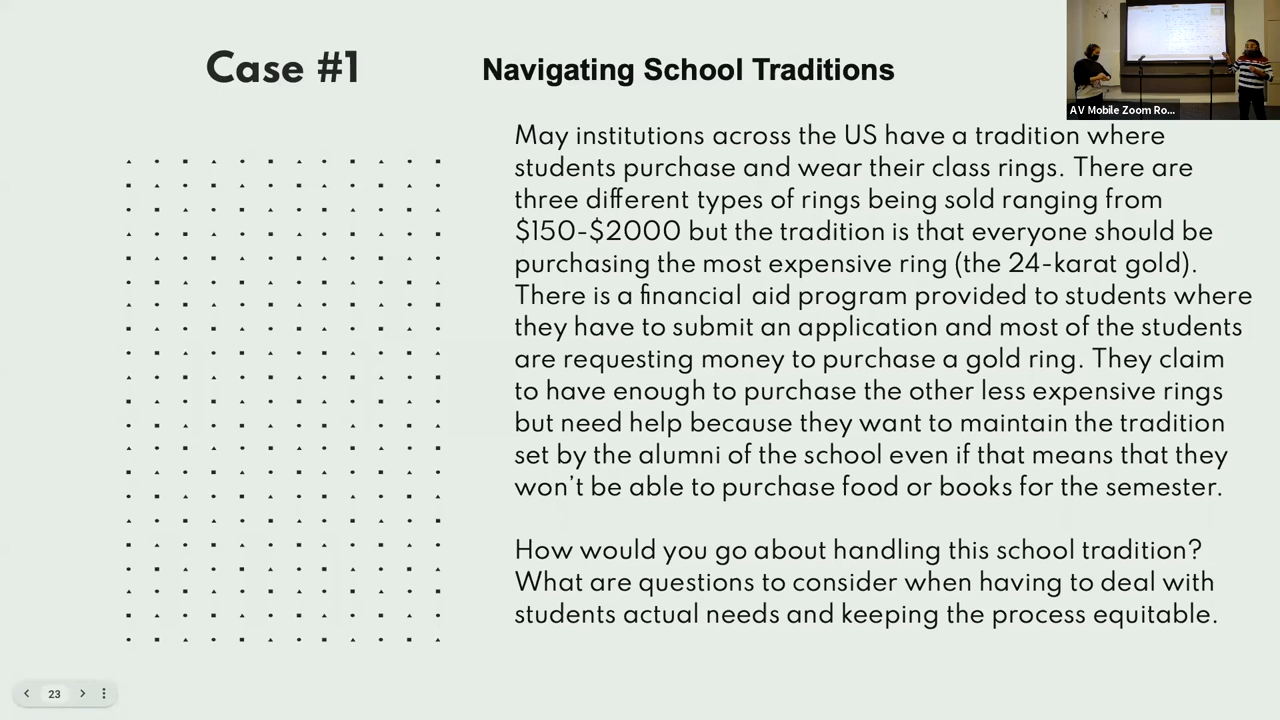 Case #1
Navigating School Traditions
AV Mobile Zoom Ro...
May institutions across the US have a tradition where
students purchase and wear their class rings. There are
three different types of rings being sold ranging from
$150-$2000 but the tradition is that everyone should be
purchasing the most expensive ring (the 24-karat gold).
There is a financial aid program provided to students where
they have to submit an application and most of the students
are requesting money to purchase a gold ring. They claim
to have enough to purchase the other less expensive rings
but need help because they want to maintain the tradition
set by the alumni of the school even if that means that they
won't be able to purchase food or books for the semester.
How would you go about handling this school tradition?
What are questions to consider when having to deal with
students actual needs and keeping the process equitable.
23